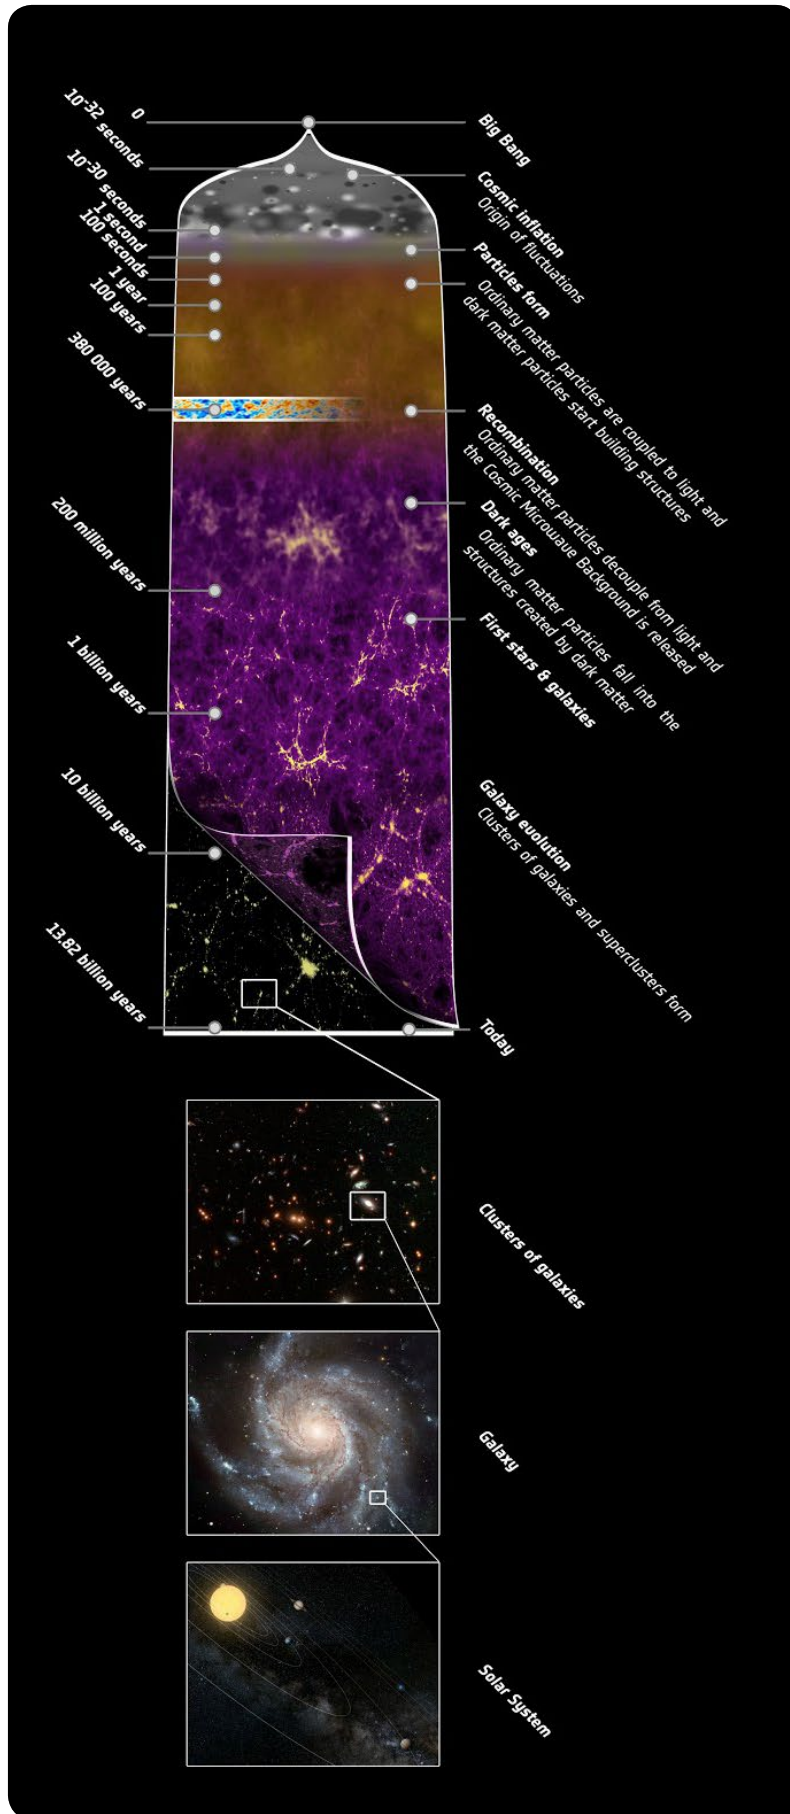 0
10-32 seconds
10-30 seconds
1 second
100 seconds
1 year
100 years
380 000 years
200 million years
1 billion years
10 billion years
13.82 billion years
Big Bang
Cosmic inflation
Origin of fluctuations
Particles form
Ordinary matter particles are coupled to light and
dark matter particles start building structures
Recombination
Ordinary matter particles decouple from light and
the Cosmic Microwave Background is released
Dark ages
Ordinary matter particles fall into the
structures created by dark matter
First stars & galaxies
Galaxy evolution
Clusters of galaxies and superclusters form
Today
Clusters of galaxies
Galaxy
Solar System